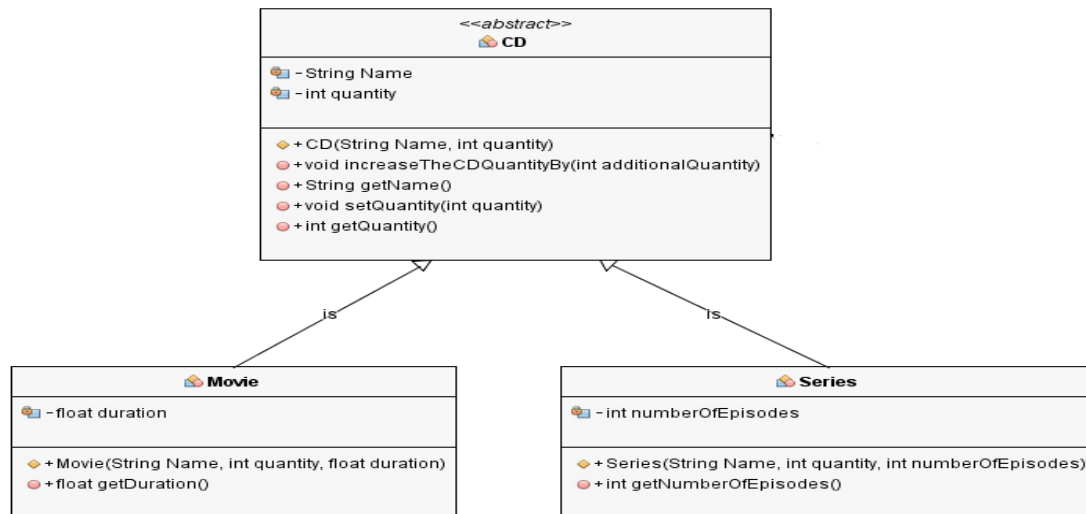 <<abstract>>
CD
- String Name
- int quantity
+ CD(String Name, int quantity)
+ void increaseTheCDQuantityBy(int additionalQuantity)
+ String getName()
+ void setQuantity(int quantity)
+ int getQuantity()
is
is
Movie
- float duration
+ Movie(String Name, int quantity, float duration)
+ float getDuration()
Series
- int numberOfEpisodes
+ Series(String Name, int quantity, int numberOfEpisodes)
+ int getNumberOfEpisodes()